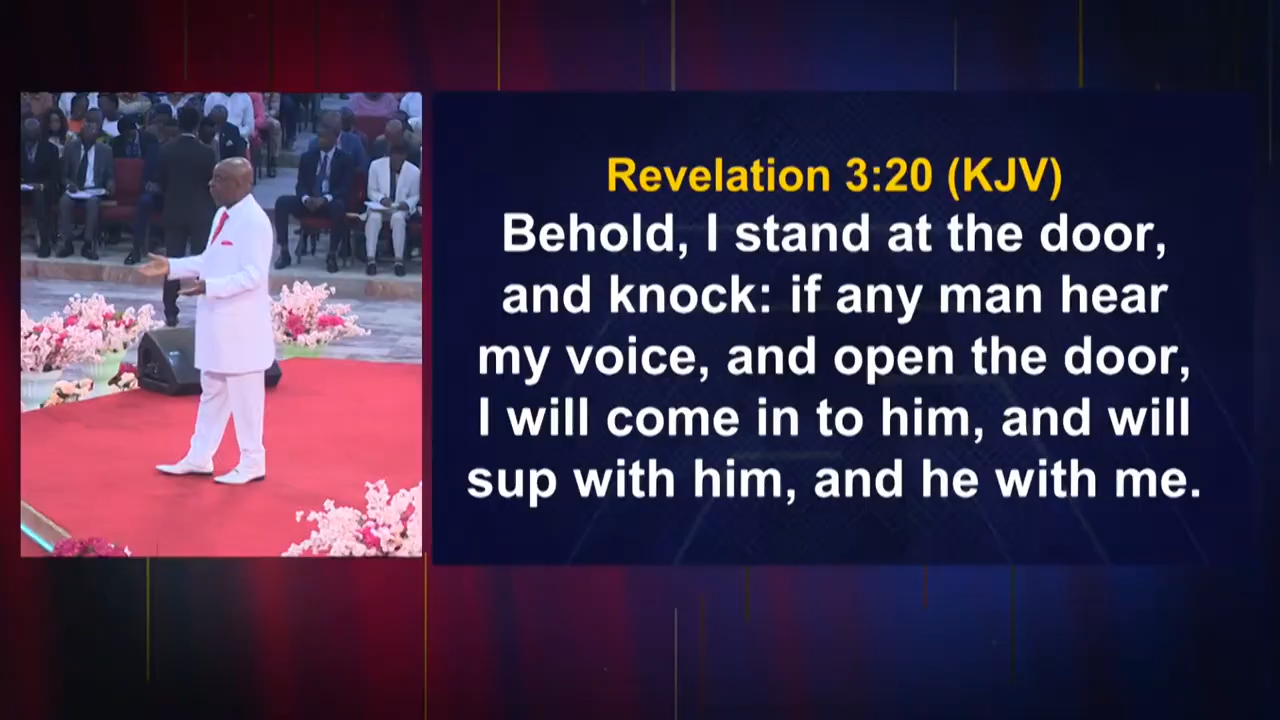 Revelation 3:20 (KJV)
Behold, I stand at the door,
and knock: if any man hear
my voice, and open the door,
I will come in to him, and will
sup with him, and he with me.